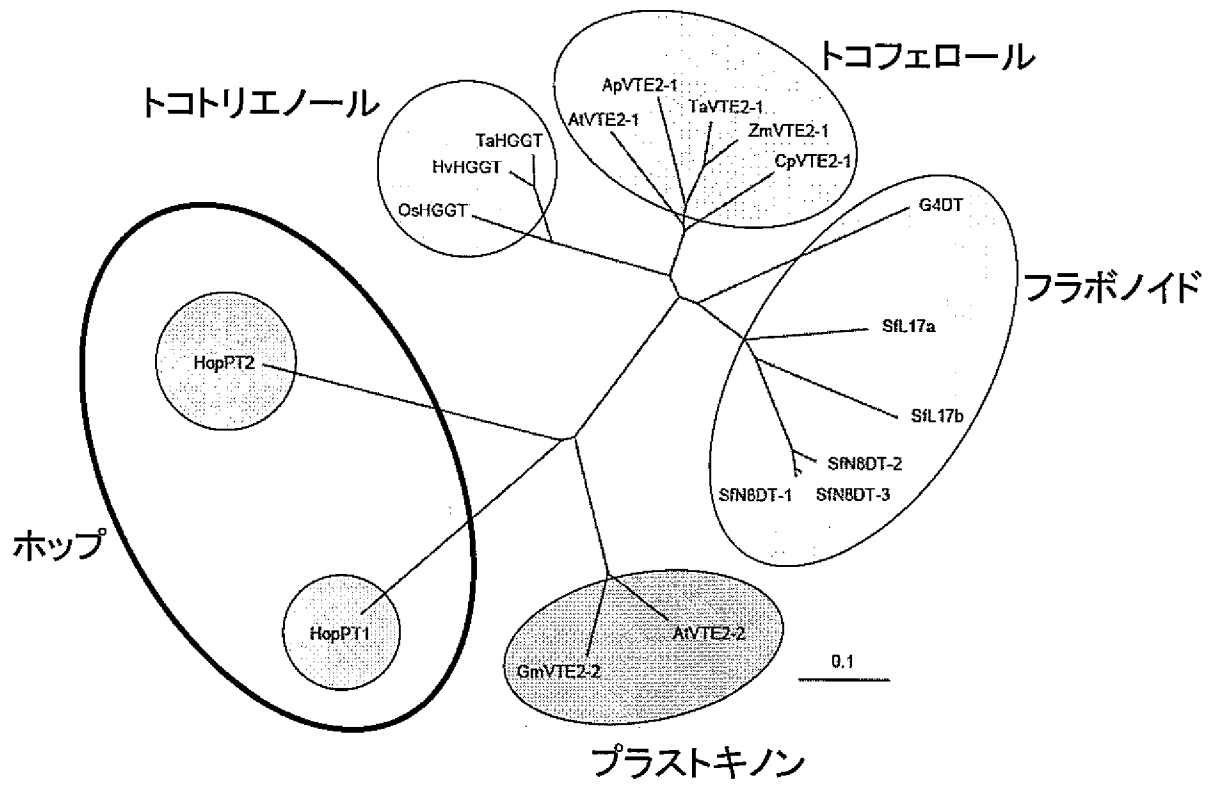 トコフェロール
トコトリエノール
ApVTE2-1
TaVTE2-1
AtVTE2-1
ZmVTE2-1
CpVTE2-1
TaHGGT
HvHGGT
OsHGGT
G4DT
フラボノイド
SfL17a
HopPT2
SfL17b
SfN8DT-2
SfN8DT-1
SfN8DT-3
ホップ
HopPT1
AtVTE2-2
GmVTE2-2
0.1
プラストキノン